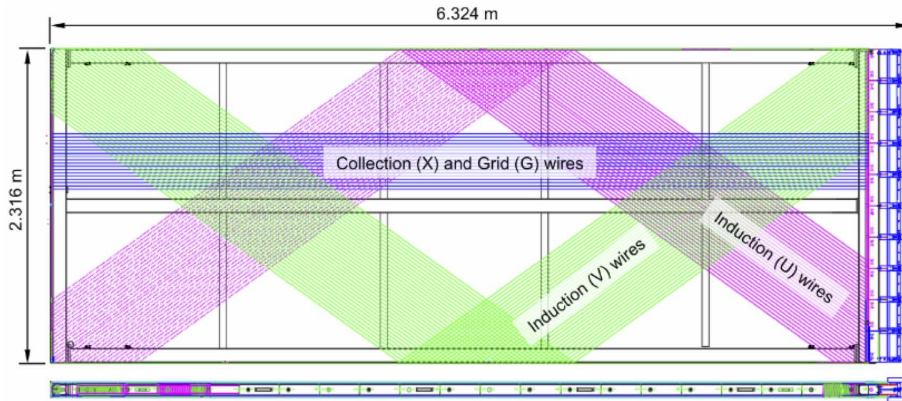 6.324 m
2.316 m
Collection (X) and Grid (G) wires
Induction (V) wires
Induction (U) wires